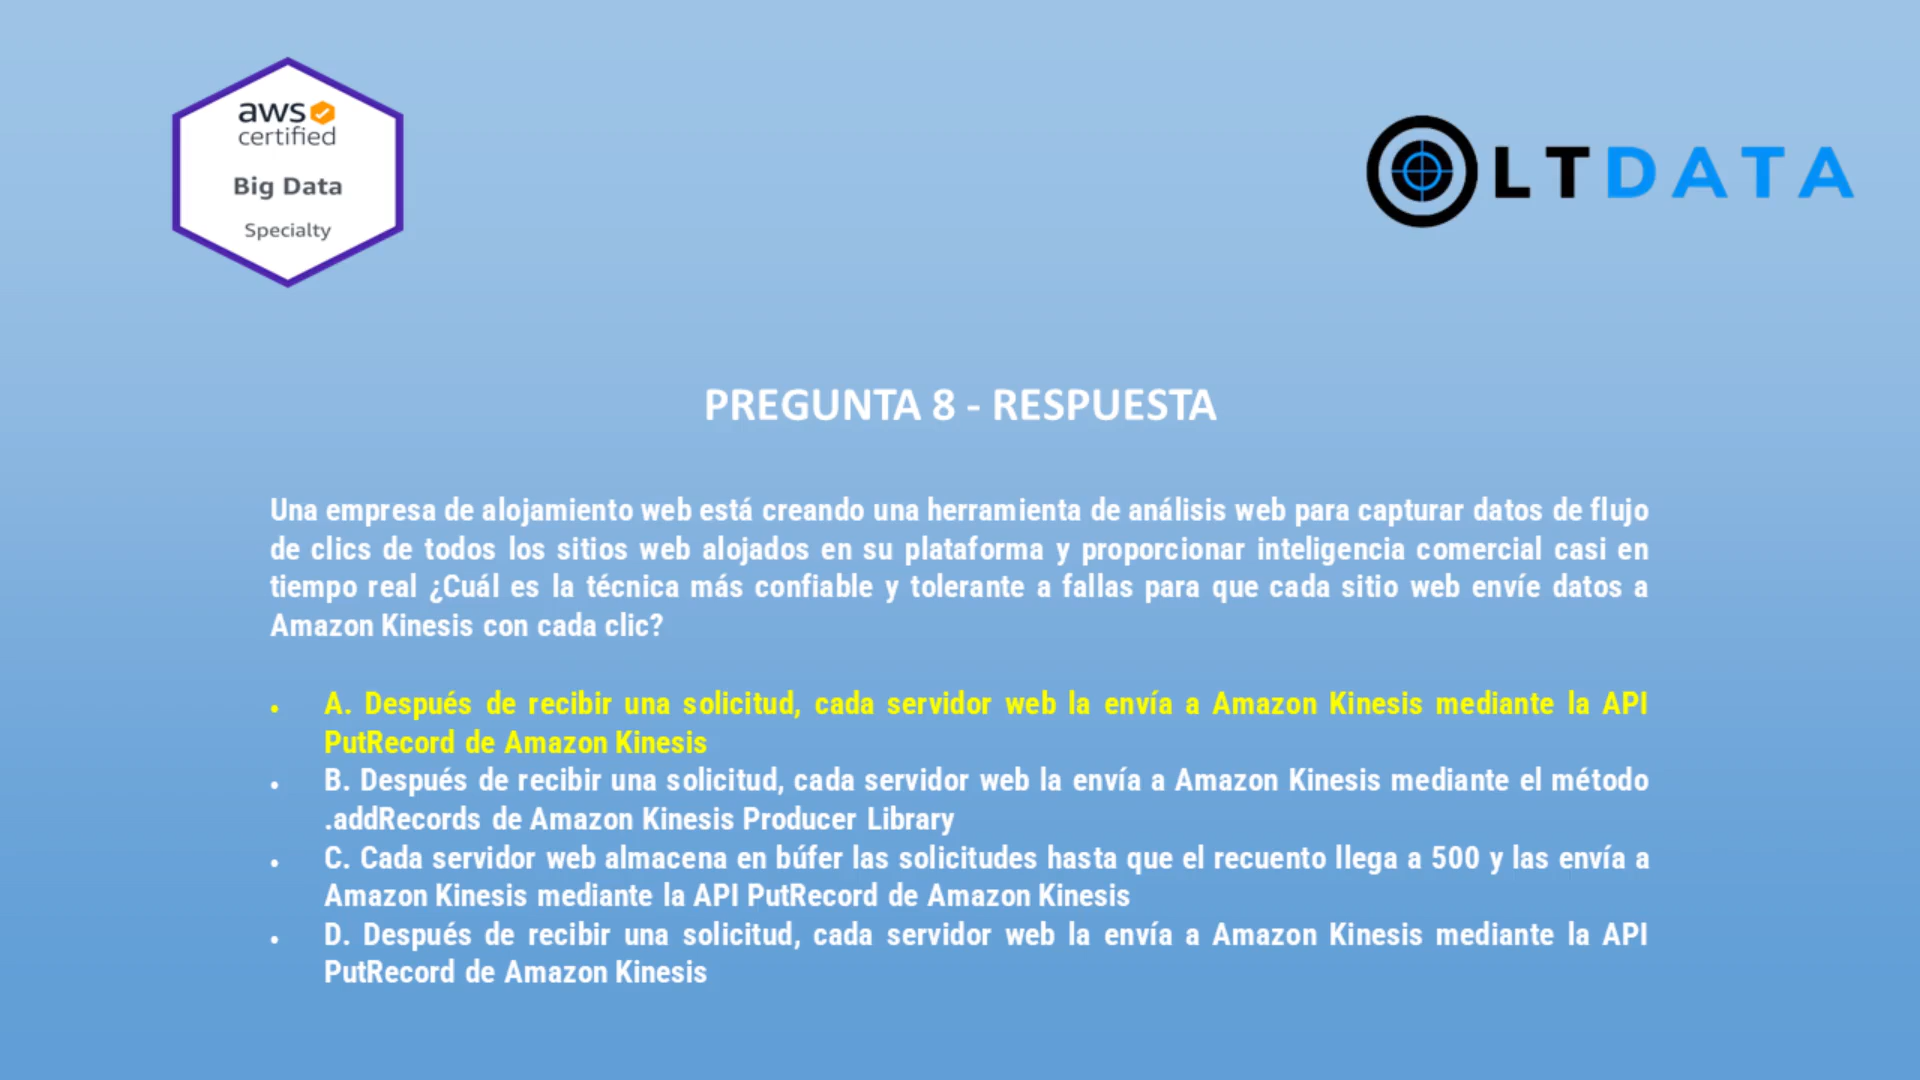 aws
certified
Big Data
Specialty
LTDATA
PREGUNTA 8 - RESPUESTA
Una empresa de alojamiento web está creando una herramienta de análisis web para capturar datos de flujo
de clics de todos los sitios web alojados en su plataforma y proporcionar inteligencia comercial casi en
tiempo real ¿Cuál es la técnica más confiable y tolerante a fallas para que cada sitio web envíe datos a
Amazon Kinesis con cada clic?
• A. Después de recibir una solicitud, cada servidor web la envía a Amazon Kinesis mediante la API
PutRecord de Amazon Kinesis
• B. Después de recibir una solicitud, cada servidor web la envía a Amazon Kinesis mediante el método
.addRecords de Amazon Kinesis Producer Library
• C. Cada servidor web almacena en búfer las solicitudes hasta que el recuento llega a 500 y las envía a
Amazon Kinesis mediante la API PutRecord de Amazon Kinesis
• D. Después de recibir una solicitud, cada servidor web la envía a Amazon Kinesis mediante la API
PutRecord de Amazon Kinesis